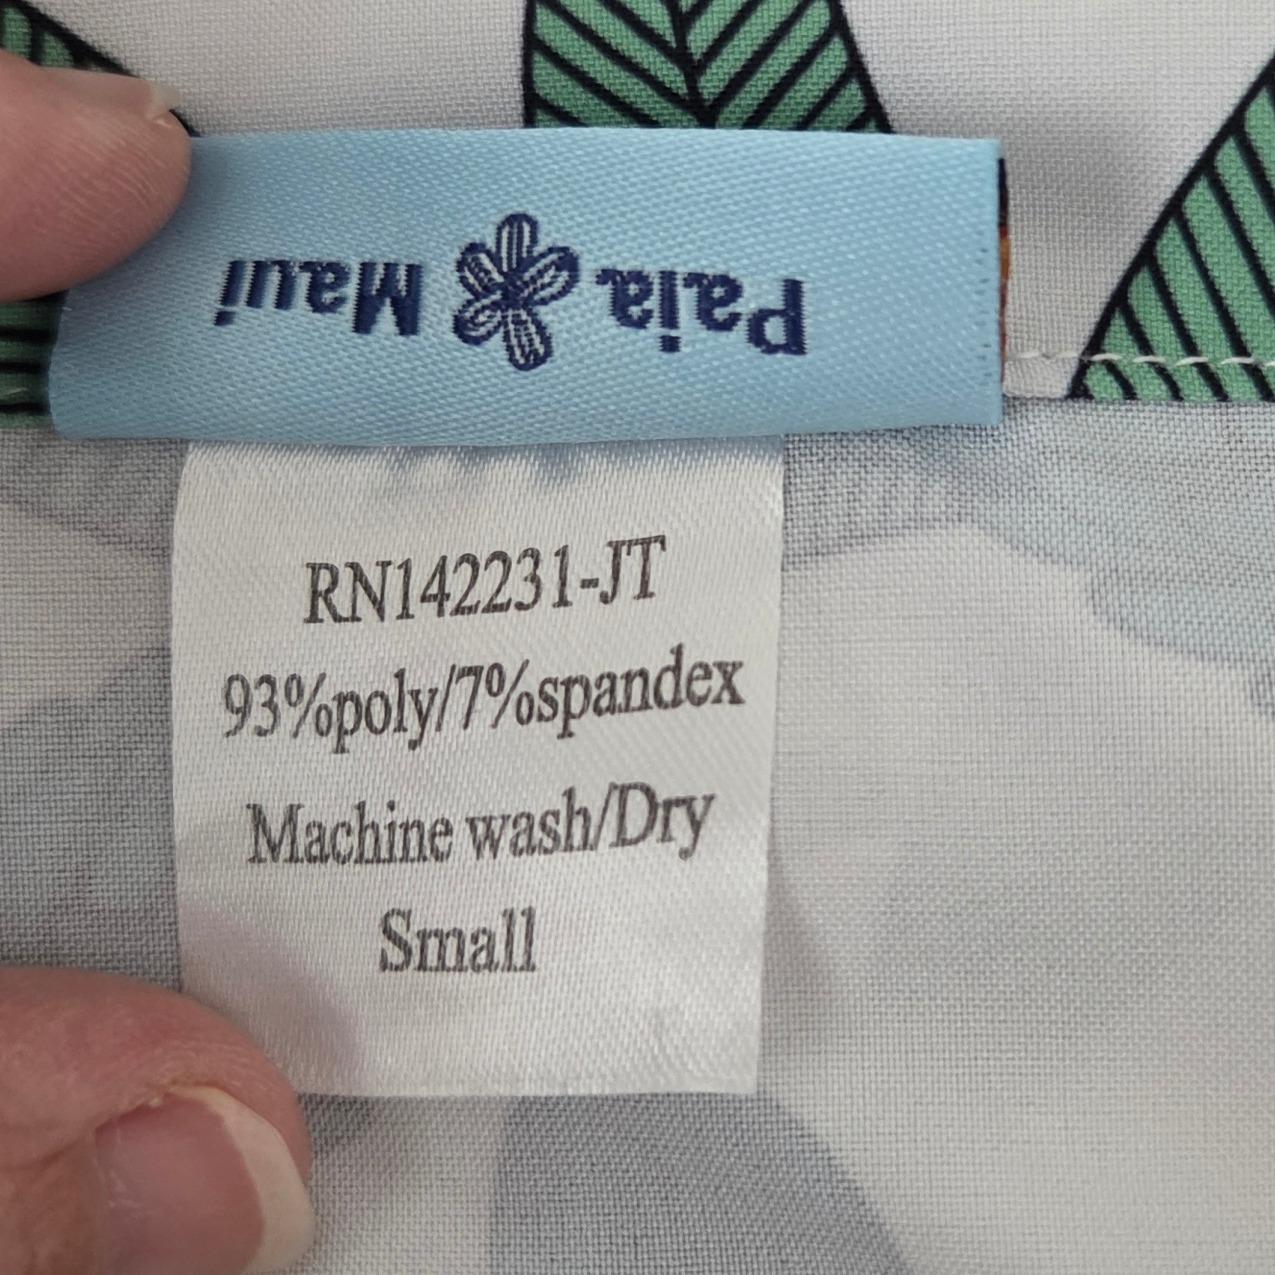 Paia Maui
RN142231-JT
93%poly/7%spandex
Machine wash/Dry
Small